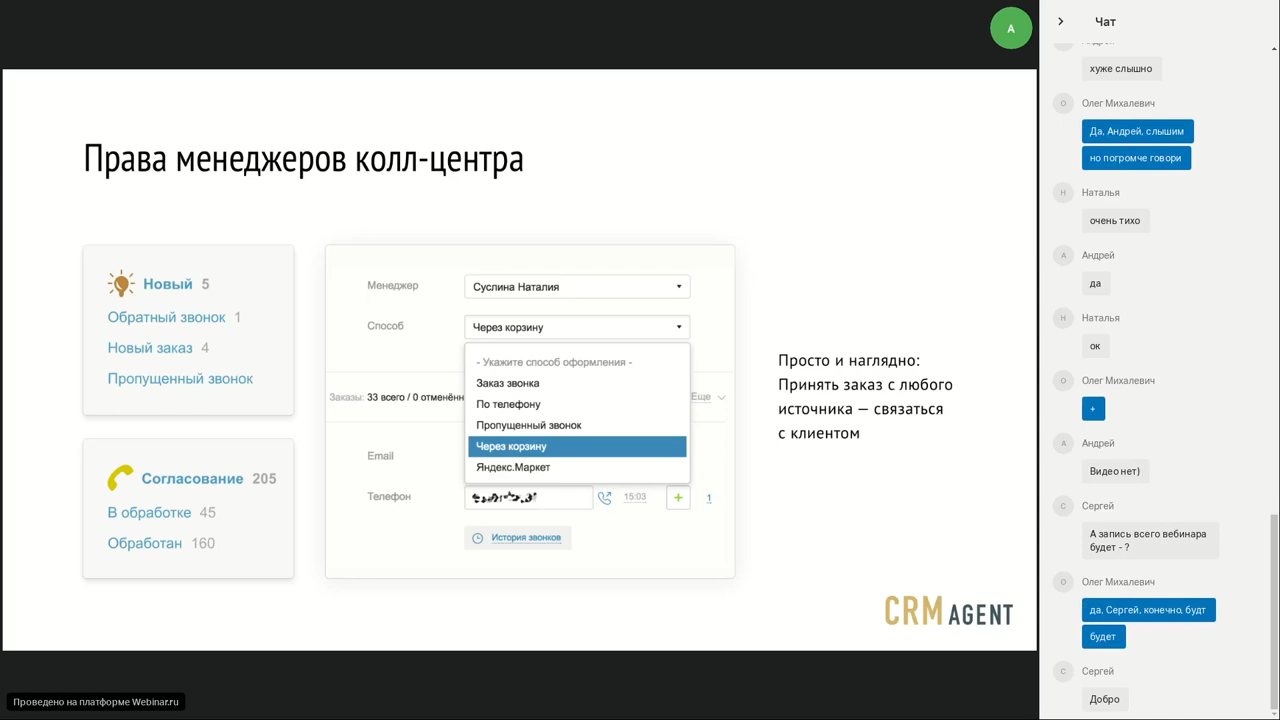 A
Права менеджеров колл-центра
Новый 5
Обратный звонок 1
Новый заказ 4
Пропущенный звонок
Согласование 205
В обработке 45
Обработан 160
Менеджер
Суслина Наталия
Способ
Через корзину
- Укажите способ оформления -
Заказ звонка
По телефону
Пропущенный звонок
Через корзину
Яндекс.Маркет
Заказы: 33 всего / 0 отменённ
Еще
Email
Телефон
15:03
+
1
История звонков
Просто и наглядно:
Принять заказ с любого
источника — связаться
с клиентом
CRM AGENT
Проведено на платформе Webinar.ru
Чат
хуже слышно
О
Олег Михалевич
Да, Андрей, слышим
но погромче говори
Н
Наталья
очень тихо
А
Андрей
да
Н
Наталья
ок
О
Олег Михалевич
+
А
Андрей
Видео нет)
С
Сергей
А запись всего вебинара
будет - ?
О
Олег Михалевич
да, Сергей, конечно, будт
будет
С
Сергей
Добро